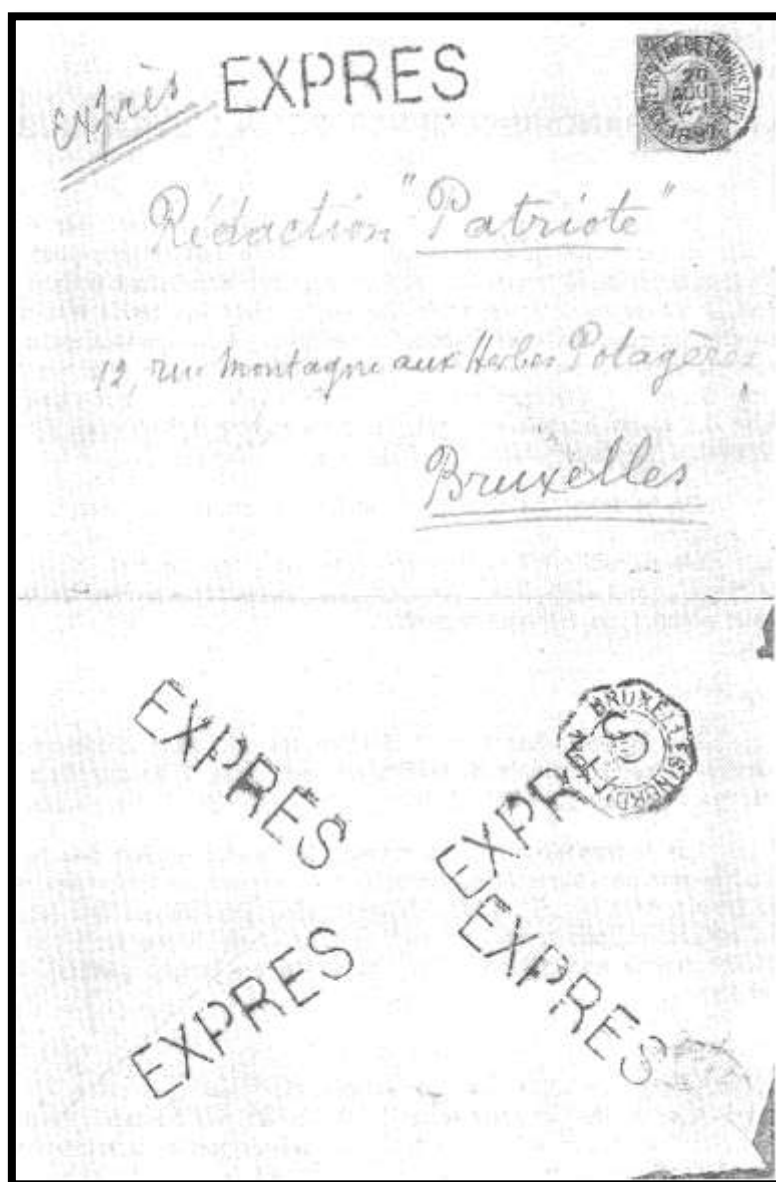 Exprès
EXPRES
20
AOUT
1897
Rédaction "Patriote"
12, rue Montagne aux Herbes Potagères
Bruxelles
EXPRES
EXPRES
BRUXELLES (NORD)
EXPRES
EXPRES